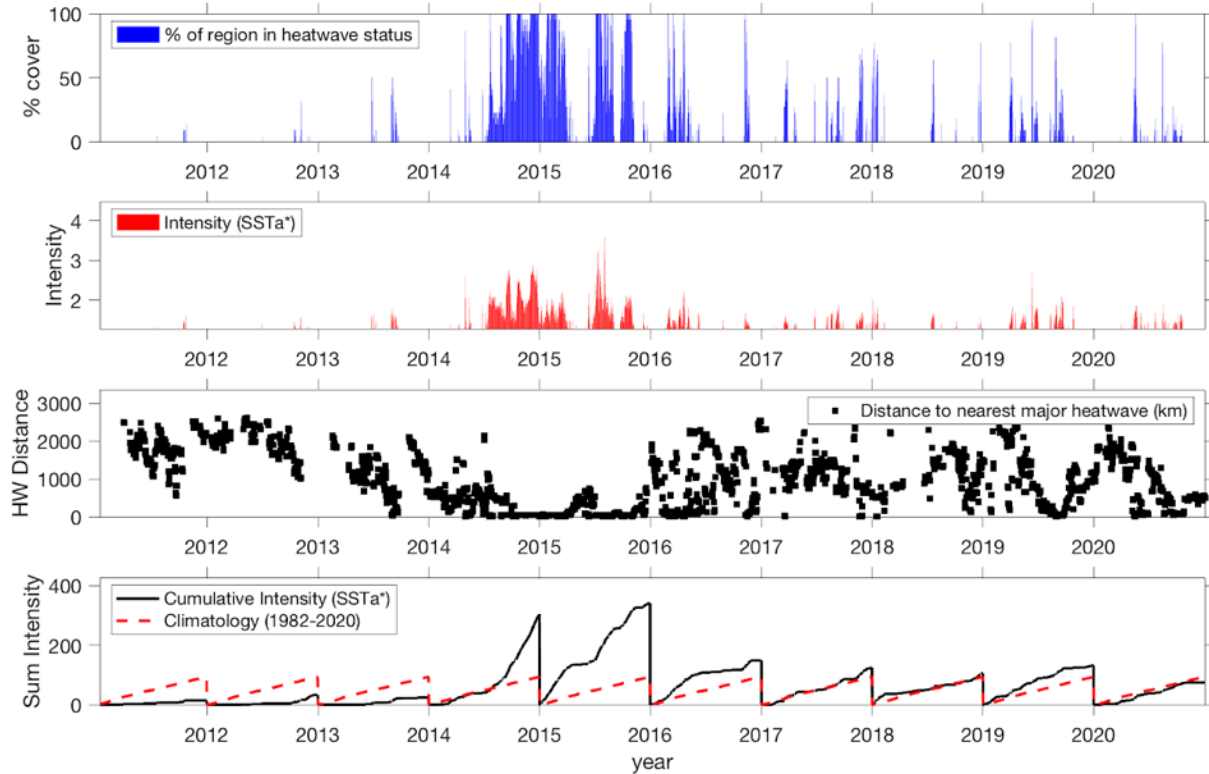 % of region in heatwave status
% cover
100
50
0
2012 2013 2014 2015 2016 2017 2018 2019 2020
Intensity (SSTa*)
Intensity
4
3
2
2012 2013 2014 2015 2016 2017 2018 2019 2020
Distance to nearest major heatwave (km)
HW Distance
3000
2000
1000
0
2012 2013 2014 2015 2016 2017 2018 2019 2020
Cumulative Intensity (SSTa*)
Climatology (1982-2020)
Sum Intensity
400
200
0
2012 2013 2014 2015 2016 2017 2018 2019 2020
year